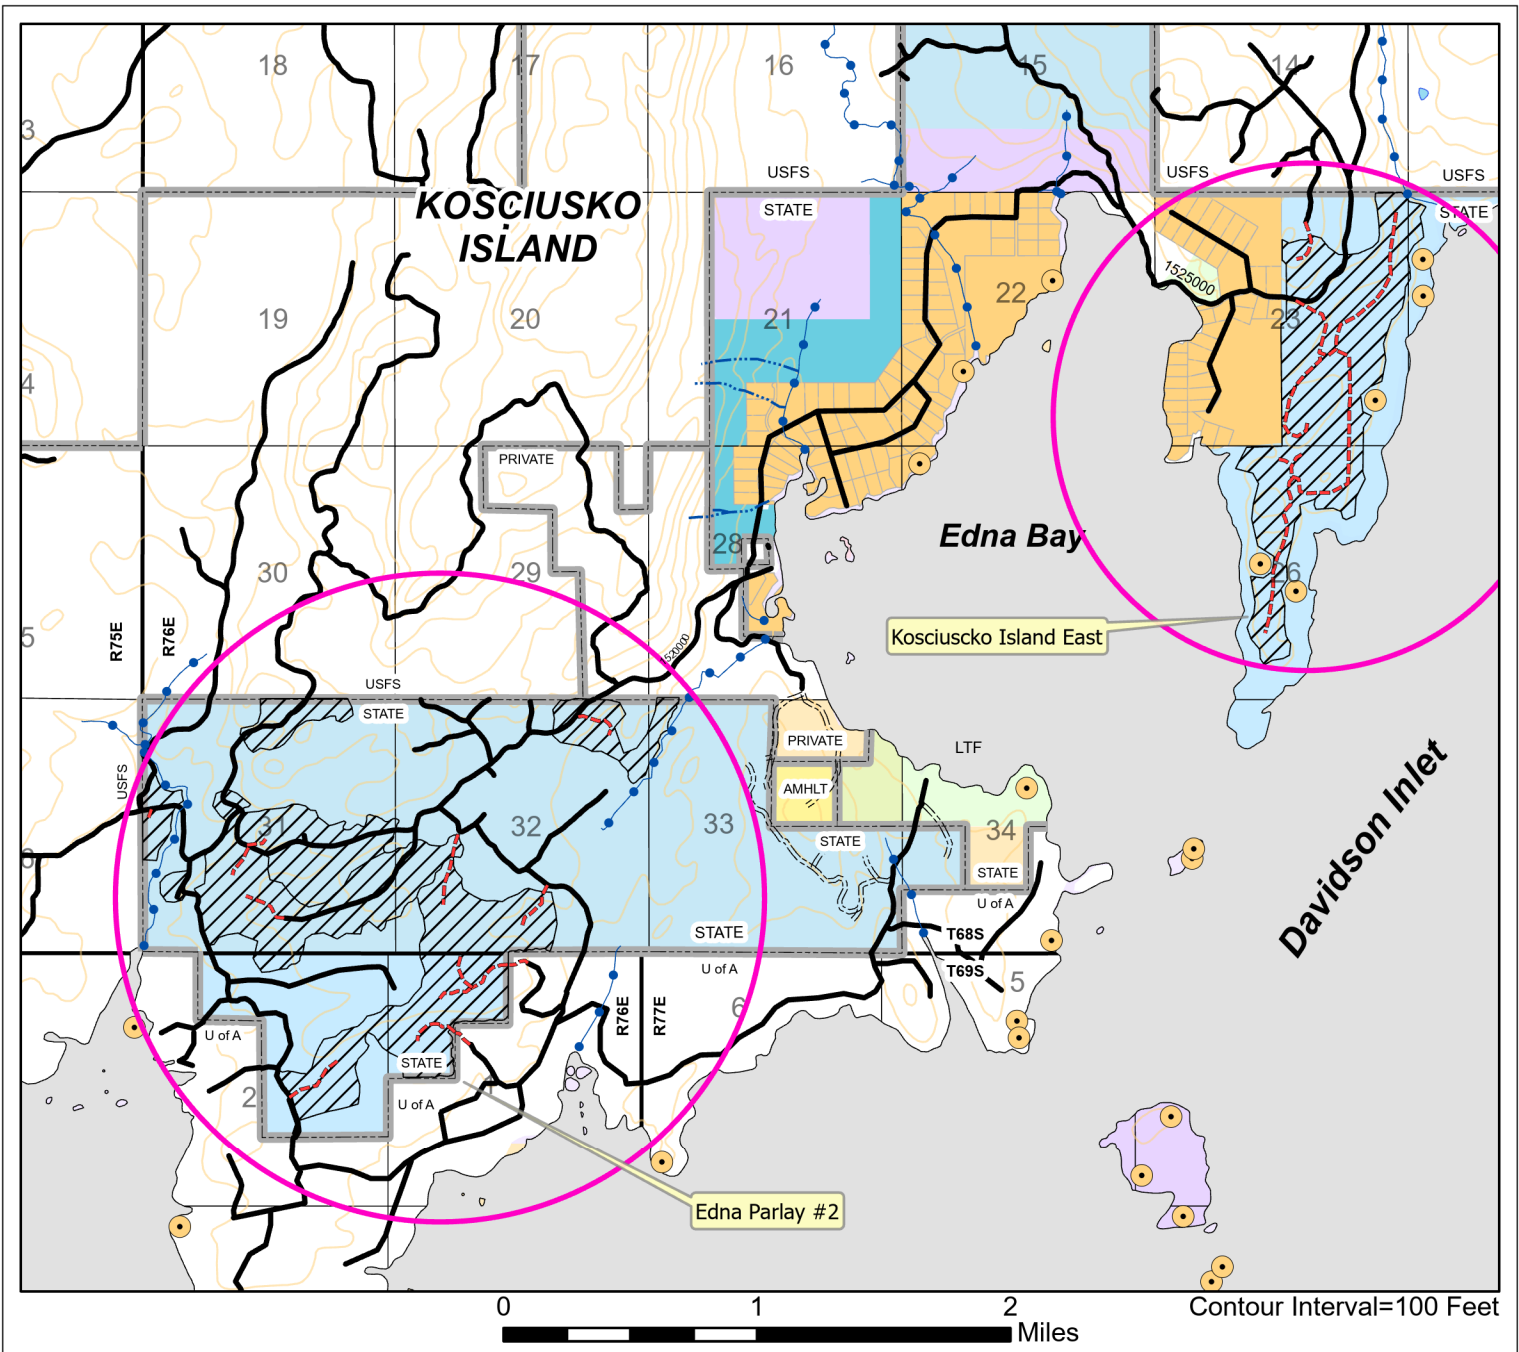 18
17
16
15
14
3
USFS
USFS
USFS
KOSCIUSKO
ISLAND
STATE
STATE
1525000
22
19
20
21
23
4
PRIVATE
Edna Bay
28
30
29
26
5
R75E
R76E
Kosciuscko Island East
USFS
STATE
PRIVATE
LTF
USFS
AMHLT
31
32
33
34
STATE
STATE
U of A
STATE
T68S
T69S
U of A
5
Davidson Inlet
R76E
R77E
6
U of A
STATE
2
U of A
Edna Parlay #2
0
1
2
Miles
Contour Interval=100 Feet